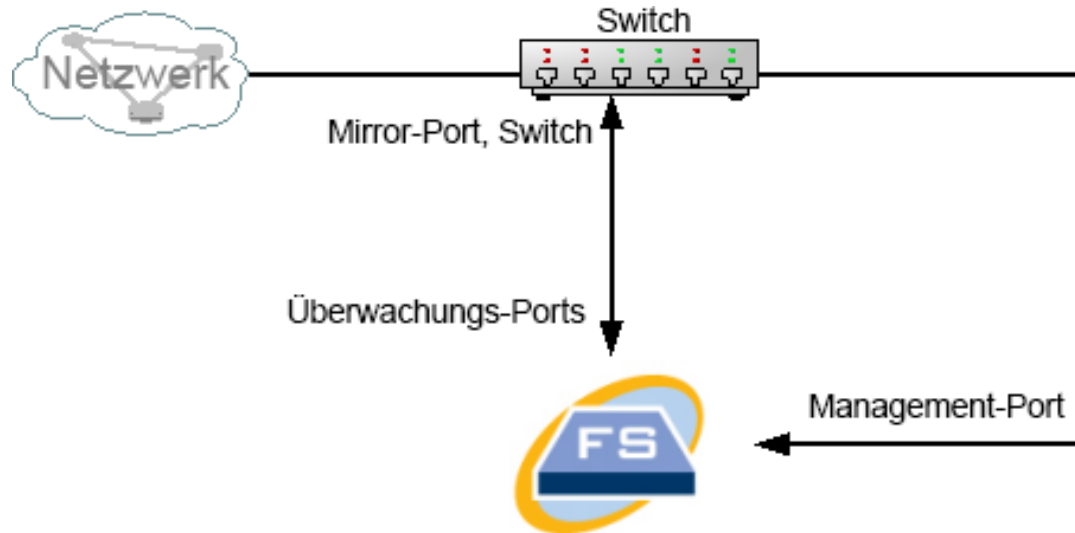 Switch
Netzwerk
Mirror-Port, Switch
Überwachungs-Ports
Management-Port
FS